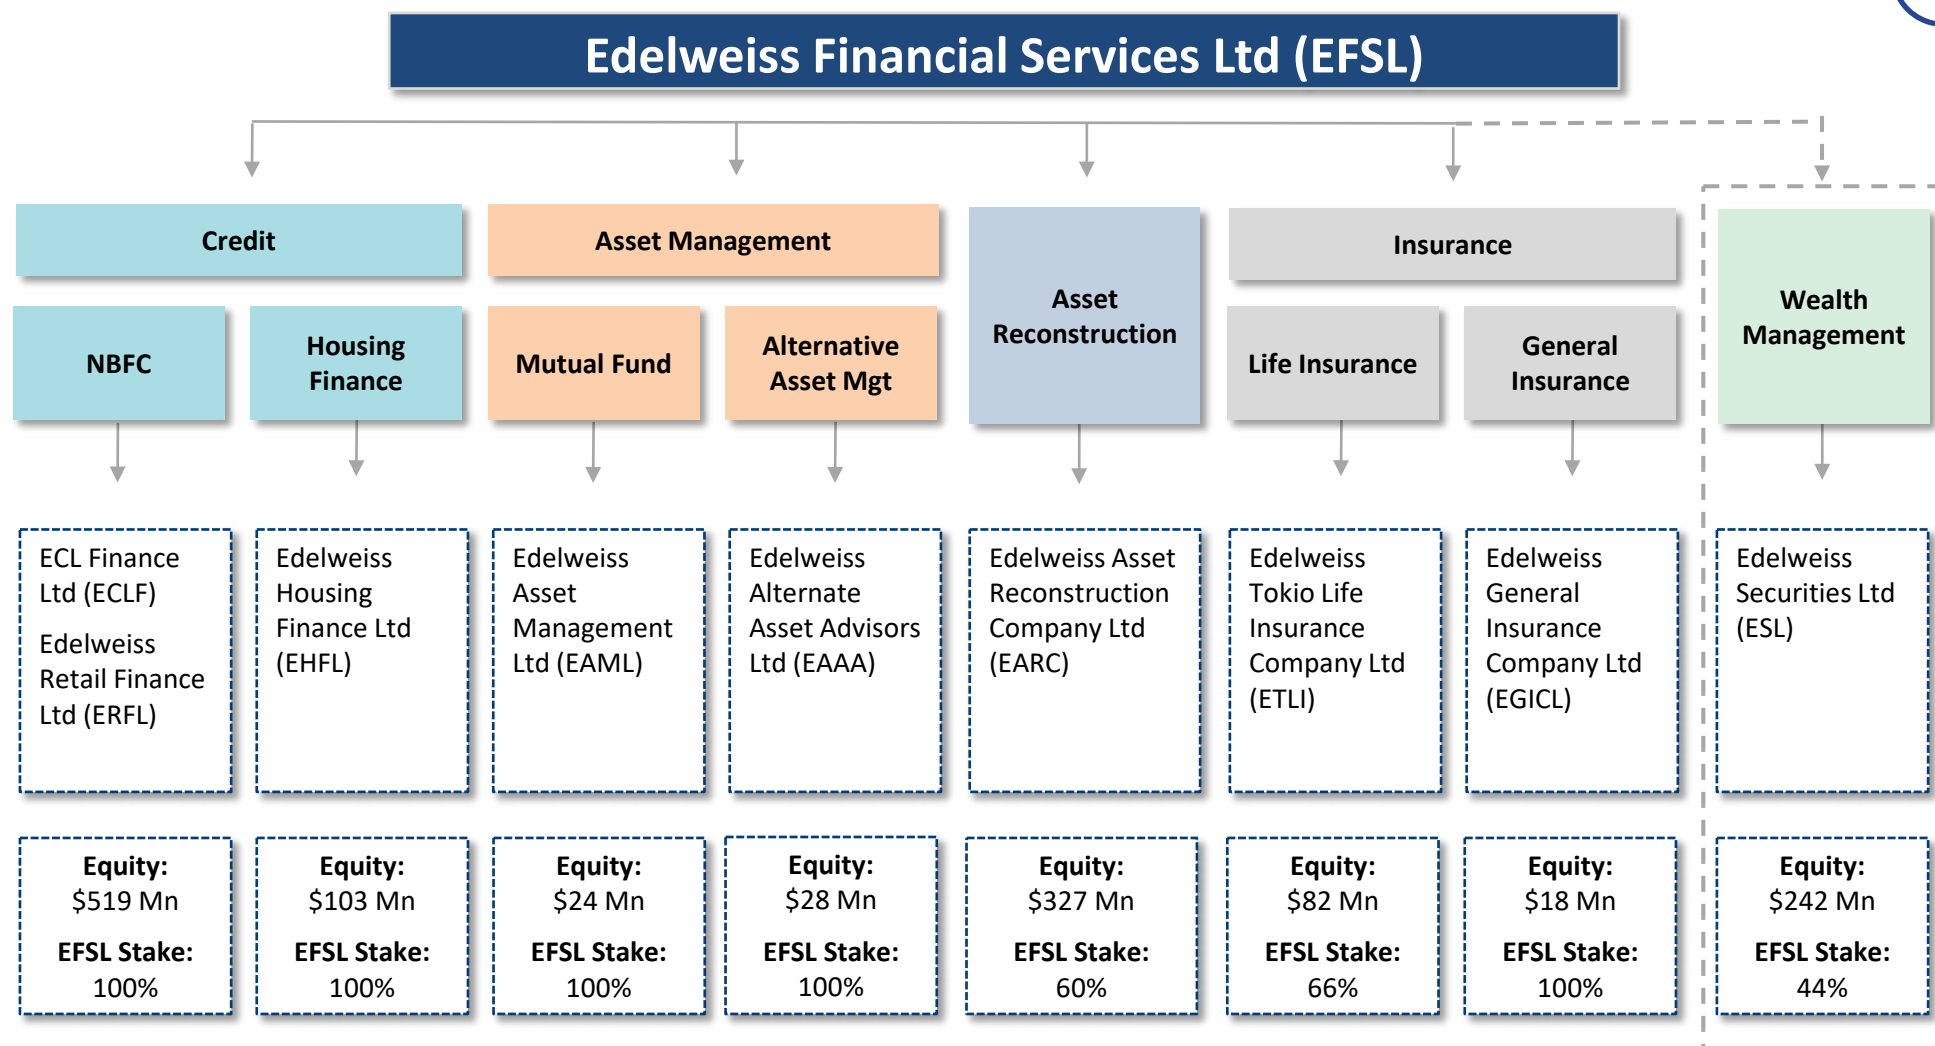 Edelweiss Financial Services Ltd (EFSL)
Credit
Asset Management
Asset
Reconstruction
Insurance
Wealth
Management
NBFC
Housing
Finance
Mutual Fund
Alternative
Asset Mgt
Life Insurance
General
Insurance
ECL Finance
Ltd (ECLF)
Edelweiss
Retail Finance
Ltd (ERFL)
Edelweiss
Housing
Finance Ltd
(EHFL)
Edelweiss
Asset
Management
Ltd (EAML)
Edelweiss
Alternate
Asset Advisors
Ltd (EAAA)
Edelweiss Asset
Reconstruction
Company Ltd
(EARC)
Edelweiss
Tokio Life
Insurance
Company Ltd
(ETLI)
Edelweiss
General
Insurance
Company Ltd
(EGICL)
Edelweiss
Securities Ltd
(ESL)
Equity:
$519 Mn
EFSL Stake:
100%
Equity:
$103 Mn
EFSL Stake:
100%
Equity:
$24 Mn
EFSL Stake:
100%
Equity:
$28 Mn
EFSL Stake:
100%
Equity:
$327 Mn
EFSL Stake:
60%
Equity:
$82 Mn
EFSL Stake:
66%
Equity:
$18 Mn
EFSL Stake:
100%
Equity:
$242 Mn
EFSL Stake:
44%